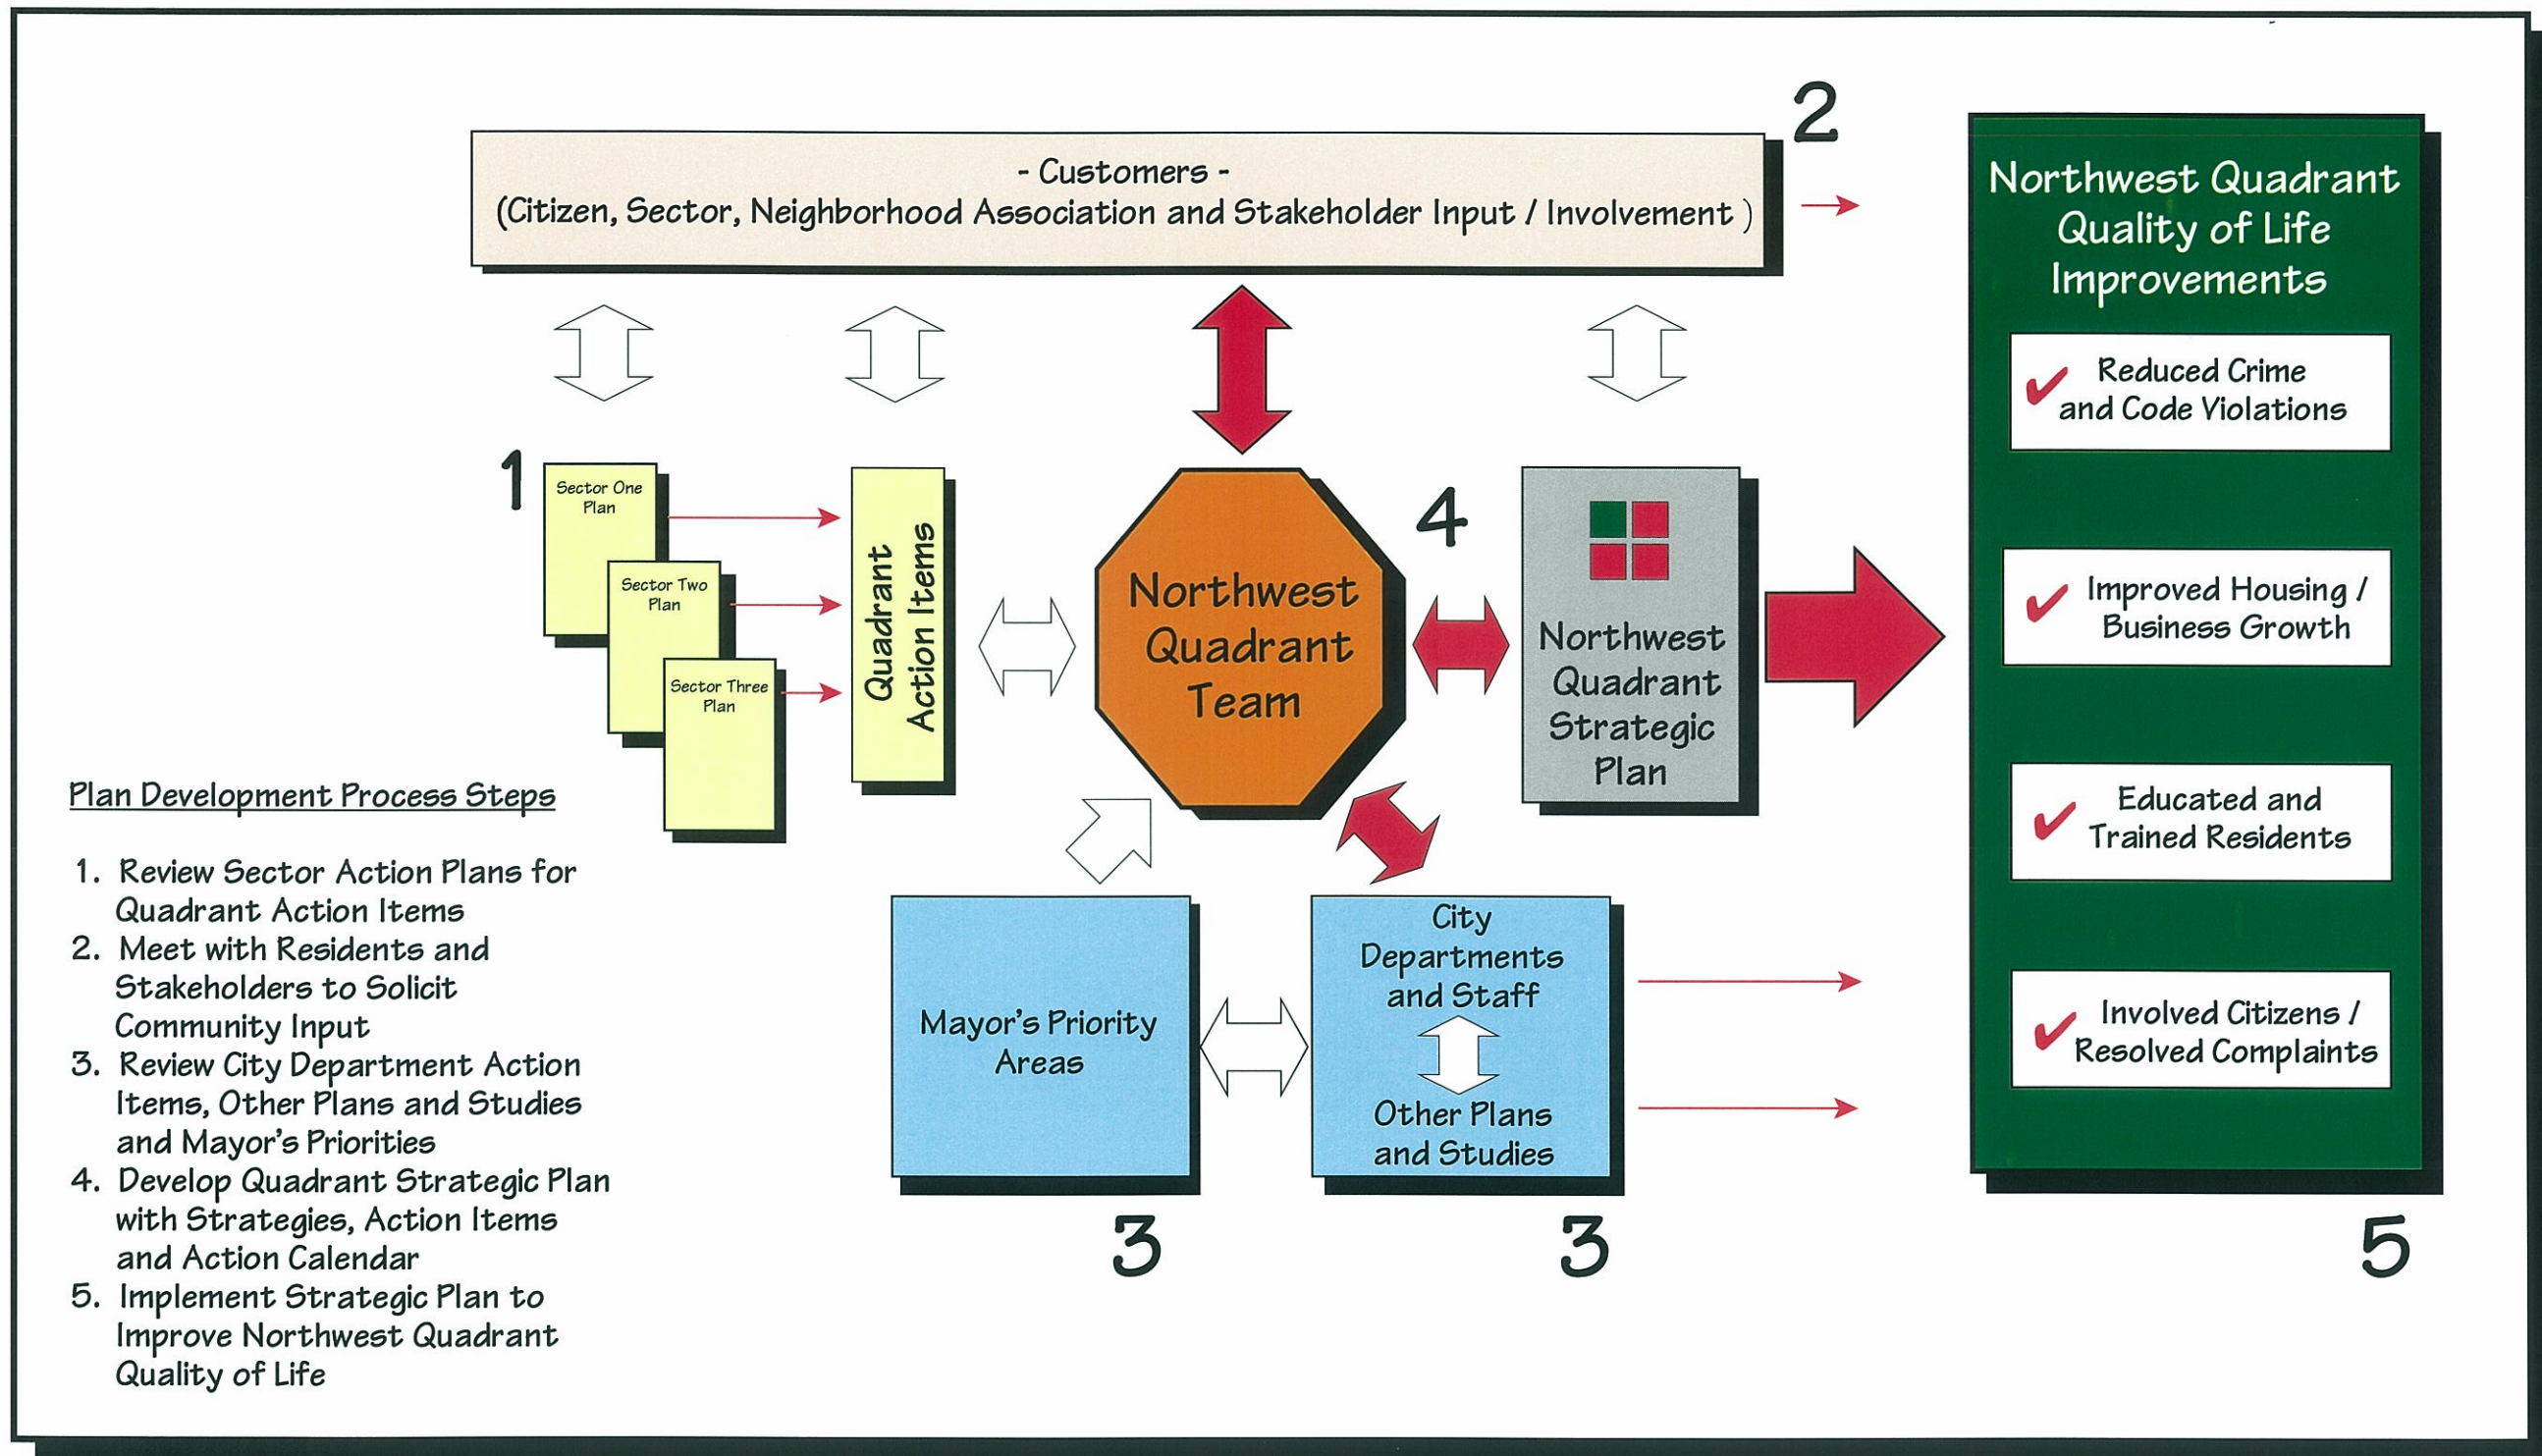 2
- Customers -
(Citizen, Sector, Neighborhood Association and Stakeholder Input / Involvement )
Northwest Quadrant
Quality of Life
Improvements
Reduced Crime
and Code Violations
Improved Housing /
Business Growth
Educated and
Trained Residents
Involved Citizens /
Resolved Complaints
5
1
Sector One
Plan
Sector Two
Plan
Sector Three
Plan
Quadrant
Action Items
Northwest
Quadrant
Team
4
Northwest
Quadrant
Strategic
Plan
Mayor's Priority
Areas
3
City
Departments
and Staff
Other Plans
and Studies
3
Plan Development Process Steps
1. Review Sector Action Plans for
Quadrant Action Items
2. Meet with Residents and
Stakeholders to Solicit
Community Input
3. Review City Department Action
Items, Other Plans and Studies
and Mayor's Priorities
4. Develop Quadrant Strategic Plan
with Strategies, Action Items
and Action Calendar
5. Implement Strategic Plan to
Improve Northwest Quadrant
Quality of Life